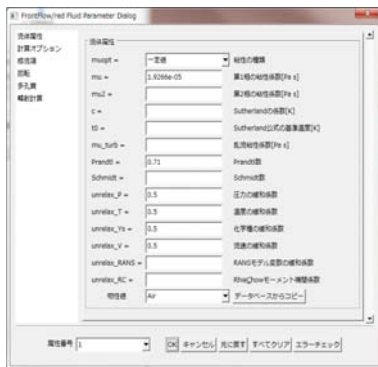 FrontFlow/red Fluid Parameter Dialog
流体属性
計算オプション
感流温
回転
多孔質
輻射計算
流体属性
muopt = 一定値 粘性の種類
mu = 1.9266e-05 第1相の粘性係数[Pa s]
mu2 = 第2相の粘性係数[Pa s]
c = Sutherlandの係数[K]
t0 = Sutherland公式の基準温度[K]
mu_turb = 乱流粘性係数[Pa s]
Prandtl = 0.71 Prandtl数
Schmidt = Schmidt数
unrelax_P = 0.5 圧力の緩和係数
unrelax_T = 0.5 温度の緩和係数
unrelax_Ys = 0.5 化学種の緩和係数
unrelax_V = 0.5 流速の緩和係数
unrelax_RANS = RANSモデル変数の緩和係数
unrelax_RC = RhieChowモーメント補間係数
物性値 Air データベースからコピー
属性番号 1 OK キャンセル 元に戻す すべてクリア エラーチェック